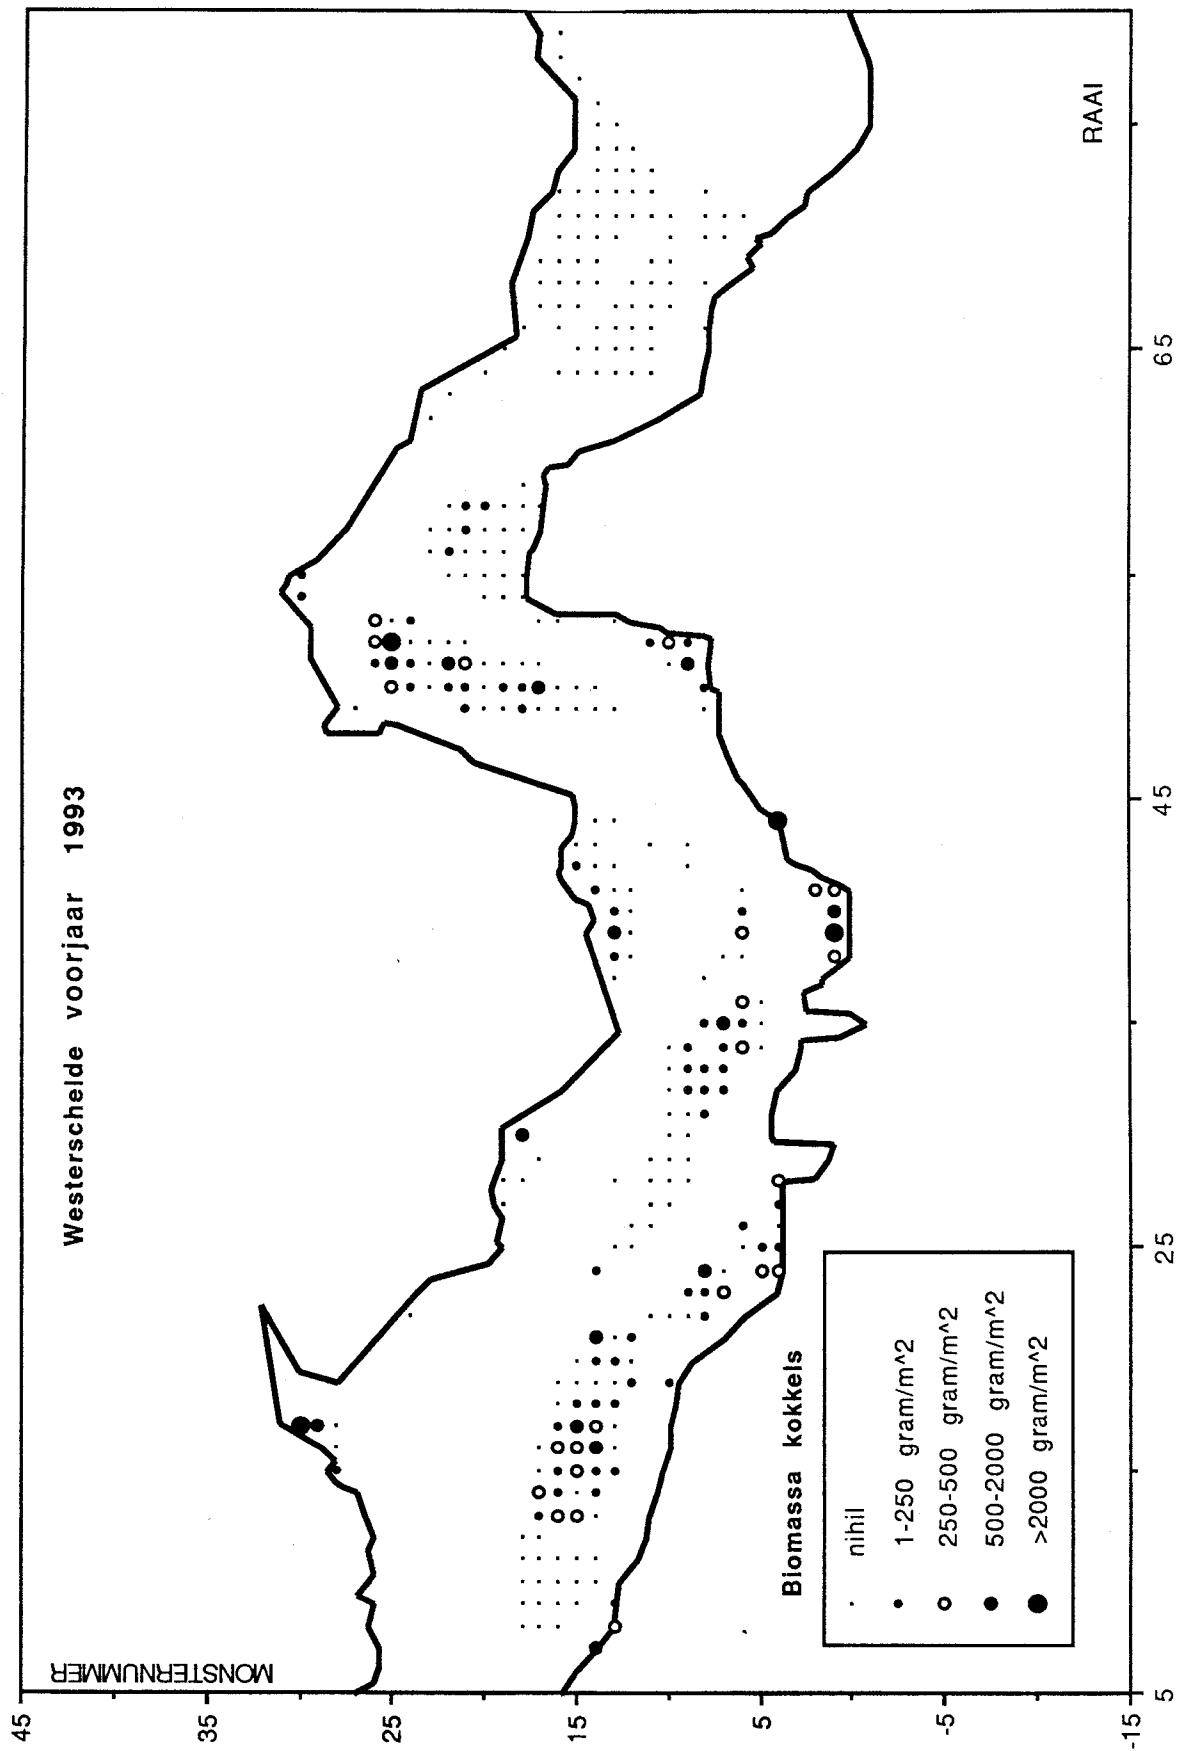 Westerschelde voorjaar 1993
MONSTERNUMMER
45
35
25
15
5
-5
-15
5
25
45
65
RAAI
Biomassa kokkels
nihil
1-250 gram/m^2
250-500 gram/m^2
500-2000 gram/m^2
>2000 gram/m^2